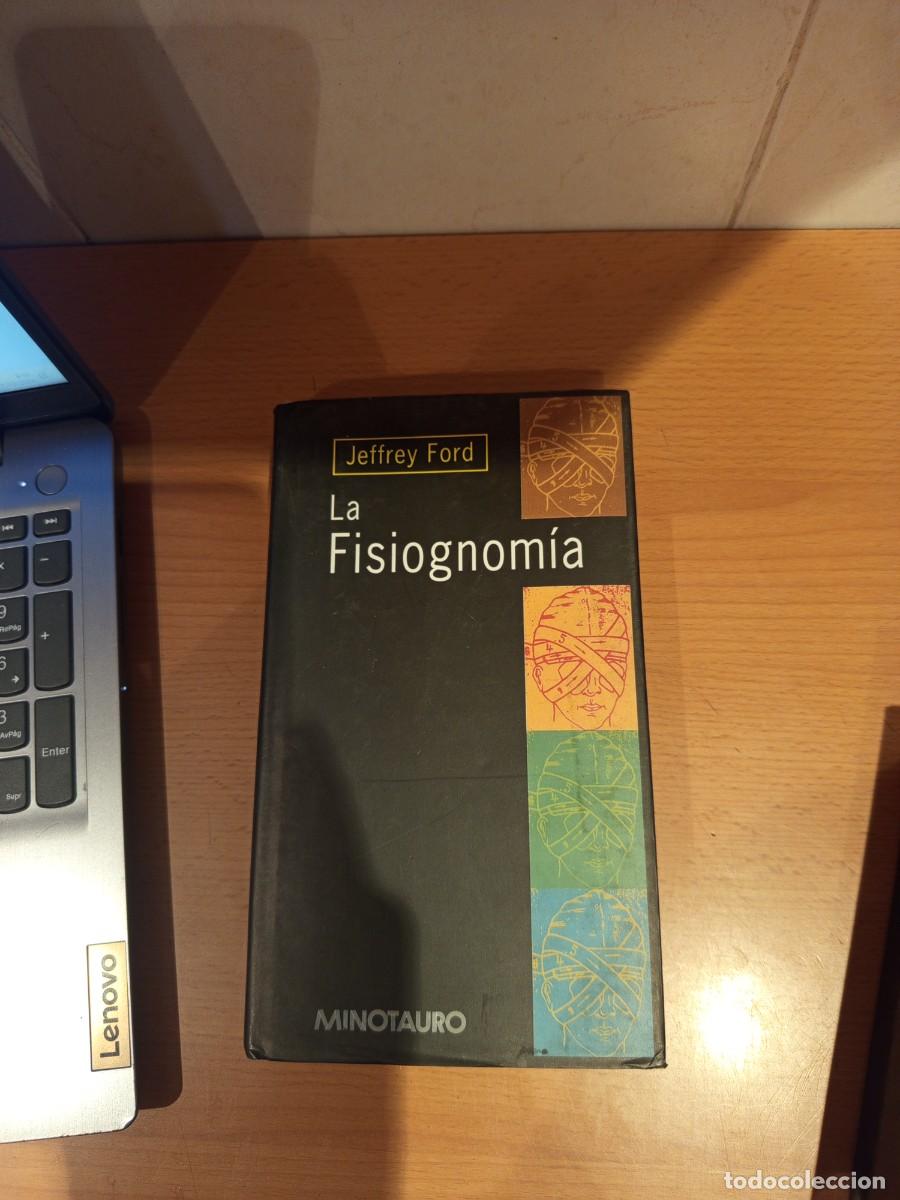 Jeffrey Ford
La
Fisiognomía
MINOTAURO
9
RePág
6
3
AvPág
Enter
Supr
Lenovo
todocoleccion